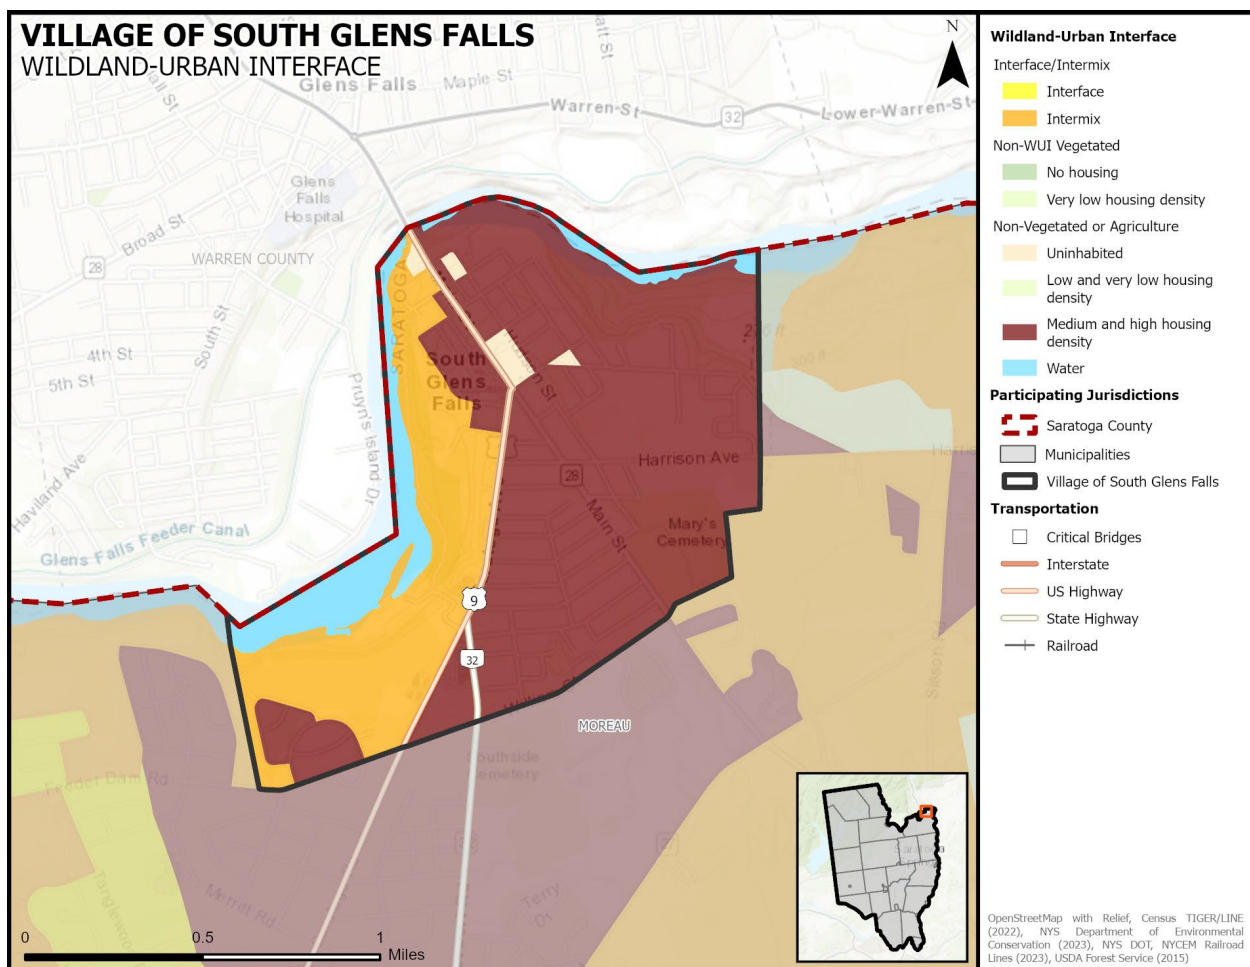 VILLAGE OF SOUTH GLENS FALLS
WILDLAND-URBAN INTERFACE
N
Glens Falls
Maple St
Warren St
32
Lower Warren St
Glens
Falls
Hospital
Broad St
28
WARREN COUNTY
SARATOGA
South St
4th St
5th St
Pruyn's Island Dr
South
Glens
Falls
Hudson St
300 ft
Harrison Ave
28
Main St
Mary's
Cemetery
Haviland Ave
Glens Falls Feeder Canal
9
32
MOREAU
Southside
Cemetery
Feeder Dam Rd
Merret Rd
Terry
Dr
0 0.5 1
Miles
Wildland-Urban Interface
Interface/Intermix
Interface
Intermix
Non-WUI Vegetated
No housing
Very low housing density
Non-Vegetated or Agriculture
Uninhabited
Low and very low housing
density
Medium and high housing
density
Water
Participating Jurisdictions
Saratoga County
Municipalities
Village of South Glens Falls
Transportation
Critical Bridges
Interstate
US Highway
State Highway
Railroad
OpenStreetMap with Relief, Census TIGER/LINE
(2022), NYS Department of Environmental
Conservation (2023), NYS DOT, NYCEM Railroad
Lines (2023), USDA Forest Service (2015)